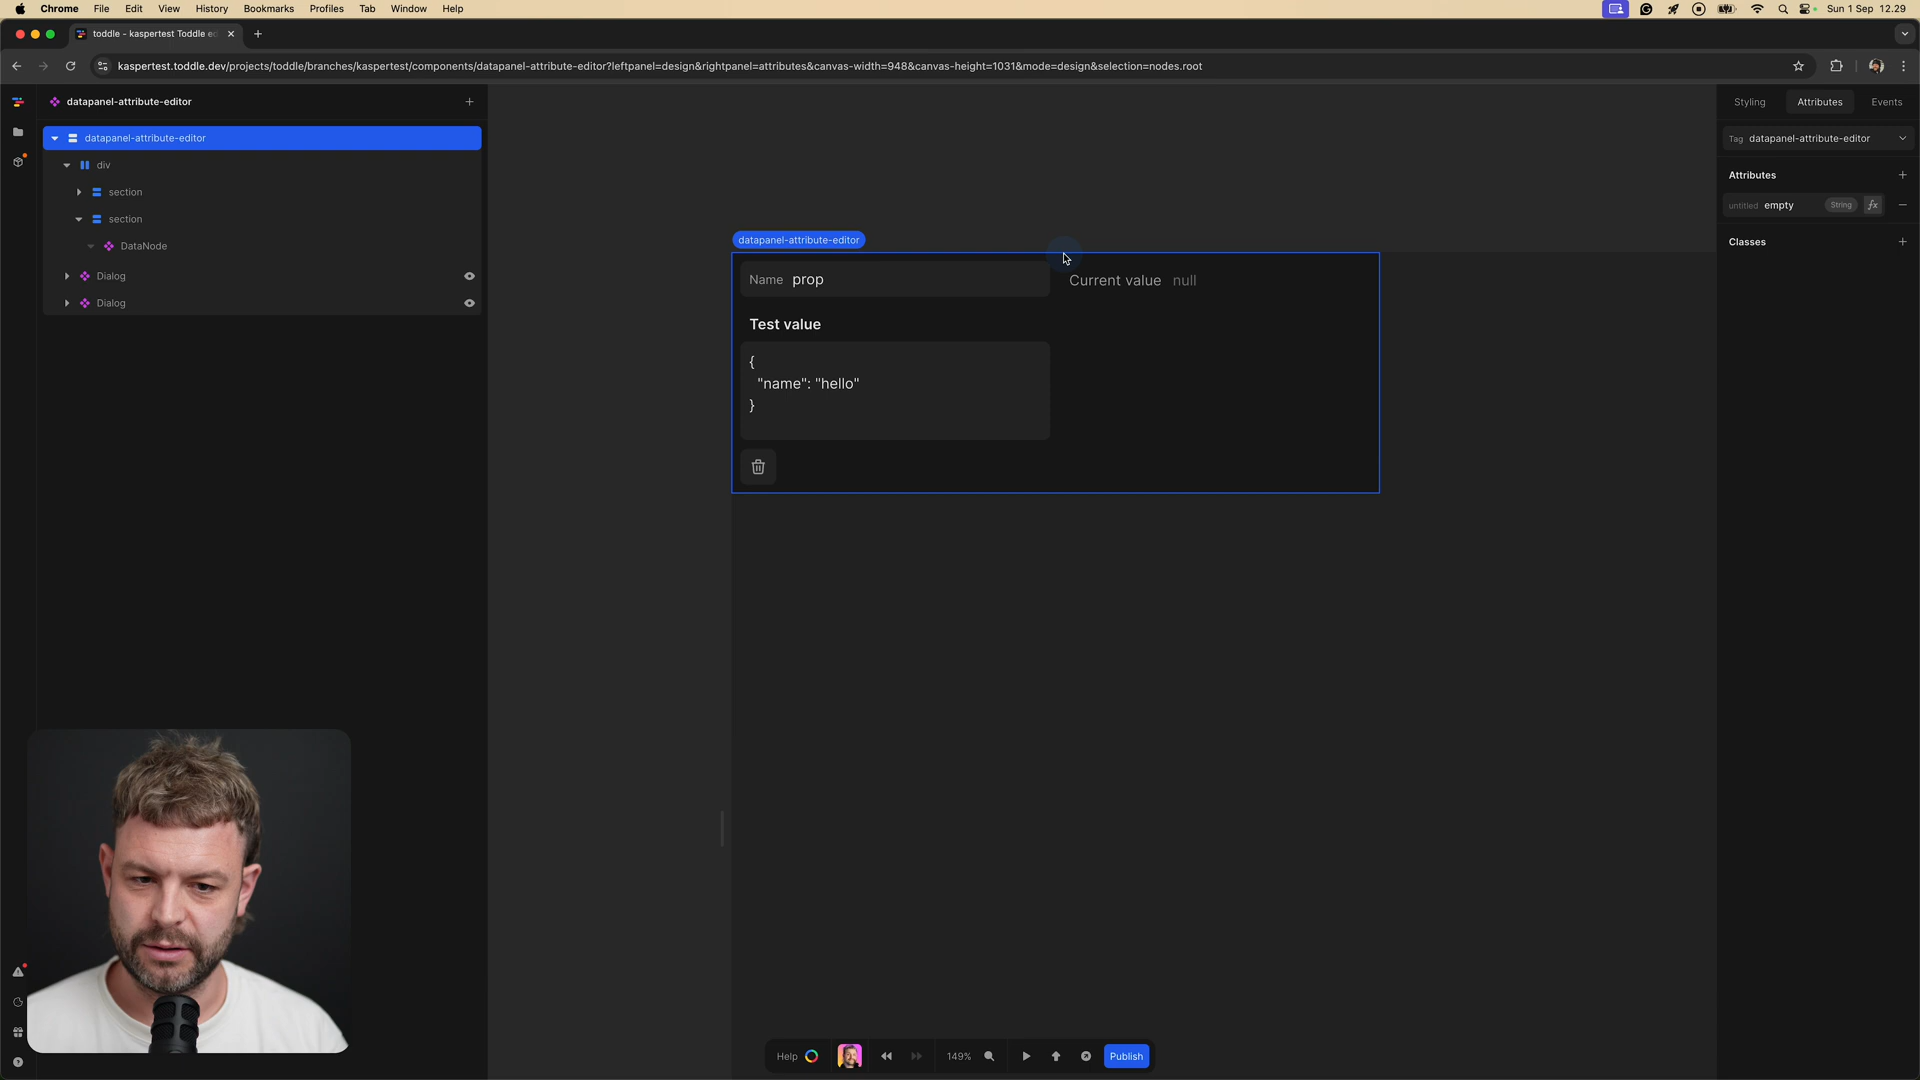 Chrome File Edit View History Bookmarks Profiles Tab Window Help
Sun 1 Sep 12.29
toddle - kaspertest Toddle
kaspertest.toddle.dev/projects/toddle/branches/kaspertest/components/datapanel-attribute-editor?leftpanel=design&rightpanel=attributes&canvas-width=948&canvas-height=1031&mode=design&selection=nodes.root
datapanel-attribute-editor
datapanel-attribute-editor
div
section
section
DataNode
Dialog
Dialog
datapanel-attribute-editor
Name prop
Current value null
Test value
{
"name": "hello"
}
Styling Attributes Events
Tag datapanel-attribute-editor
Attributes
untitled empty String fx
Classes
Help
149%
Publish